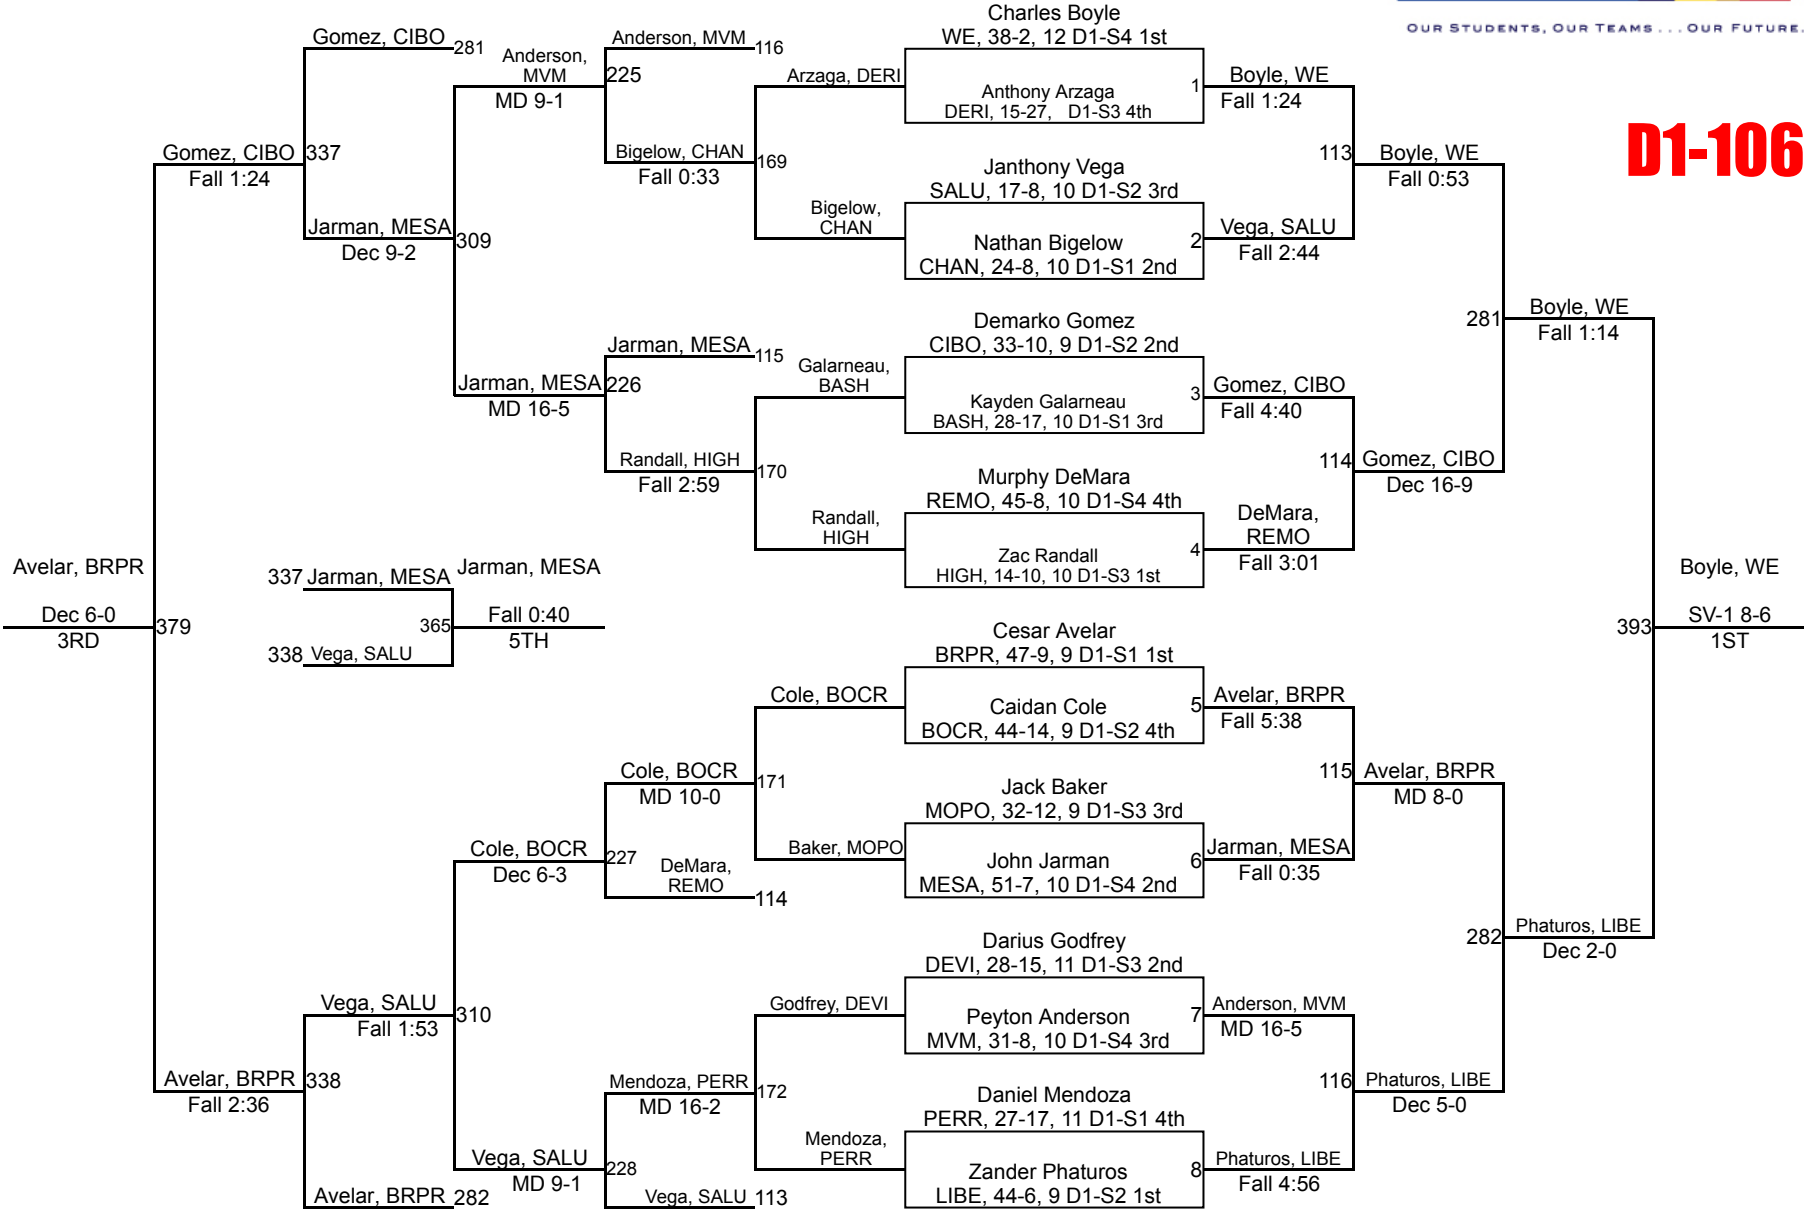 OUR STUDENTS, OUR TEAMS . . . OUR FUTURE.
D1-106
Gomez, CIBO 281
Anderson,
MVM
MD 9-1
Anderson, MVM 116
225
Bigelow, CHAN
Fall 0:33
Arzaga, DERI
169
Bigelow,
CHAN
Gomez, CIBO
Fall 1:24
337
Jarman, MESA
Dec 9-2
309
Jarman, MESA
MD 16-5
Jarman, MESA 115
226
Randall, HIGH
Fall 2:59
Galarneau,
BASH
170
Randall,
HIGH
Avelar, BRPR
Dec 6-0
3RD
379
337 Jarman, MESA
338 Vega, SALU
365
Jarman, MESA
Fall 0:40
5TH
Cole, BOCR
171
Baker, MOPO
Cole, BOCR
MD 10-0
Cole, BOCR
Dec 6-3
227
DeMara,
REMO
114
Vega, SALU
Fall 1:53
310
Avelar, BRPR
Fall 2:36
338
Avelar, BRPR 282
Godfrey, DEVI
172
Mendoza,
PERR
Mendoza, PERR
MD 16-2
Vega, SALU
MD 9-1
228
Vega, SALU 113
Charles Boyle
WE, 38-2, 12 D1-S4 1st
Anthony Arzaga
DERI, 15-27, D1-S3 4th
1
Janthony Vega
SALU, 17-8, 10 D1-S2 3rd
Nathan Bigelow
CHAN, 24-8, 10 D1-S1 2nd
2
Demarko Gomez
CIBO, 33-10, 9 D1-S2 2nd
Kayden Galarneau
BASH, 28-17, 10 D1-S1 3rd
3
Murphy DeMara
REMO, 45-8, 10 D1-S4 4th
Zac Randall
HIGH, 14-10, 10 D1-S3 1st
4
Cesar Avelar
BRPR, 47-9, 9 D1-S1 1st
Caidan Cole
BOCR, 44-14, 9 D1-S2 4th
5
Jack Baker
MOPO, 32-12, 9 D1-S3 3rd
John Jarman
MESA, 51-7, 10 D1-S4 2nd
6
Darius Godfrey
DEVI, 28-15, 11 D1-S3 2nd
Peyton Anderson
MVM, 31-8, 10 D1-S4 3rd
7
Daniel Mendoza
PERR, 27-17, 11 D1-S1 4th
Zander Phaturos
LIBE, 44-6, 9 D1-S2 1st
8
Boyle, WE
Fall 1:24
113
Vega, SALU
Fall 2:44
Boyle, WE
Fall 0:53
Gomez, CIBO
Fall 4:40
114
DeMara,
REMO
Fall 3:01
Gomez, CIBO
Dec 16-9
281
Boyle, WE
Fall 1:14
Avelar, BRPR
Fall 5:38
115
Jarman, MESA
Fall 0:35
Avelar, BRPR
MD 8-0
Anderson, MVM
MD 16-5
116
Phaturos, LIBE
Fall 4:56
Phaturos, LIBE
Dec 5-0
282
Phaturos, LIBE
Dec 2-0
393
Boyle, WE
SV-1 8-6
1ST